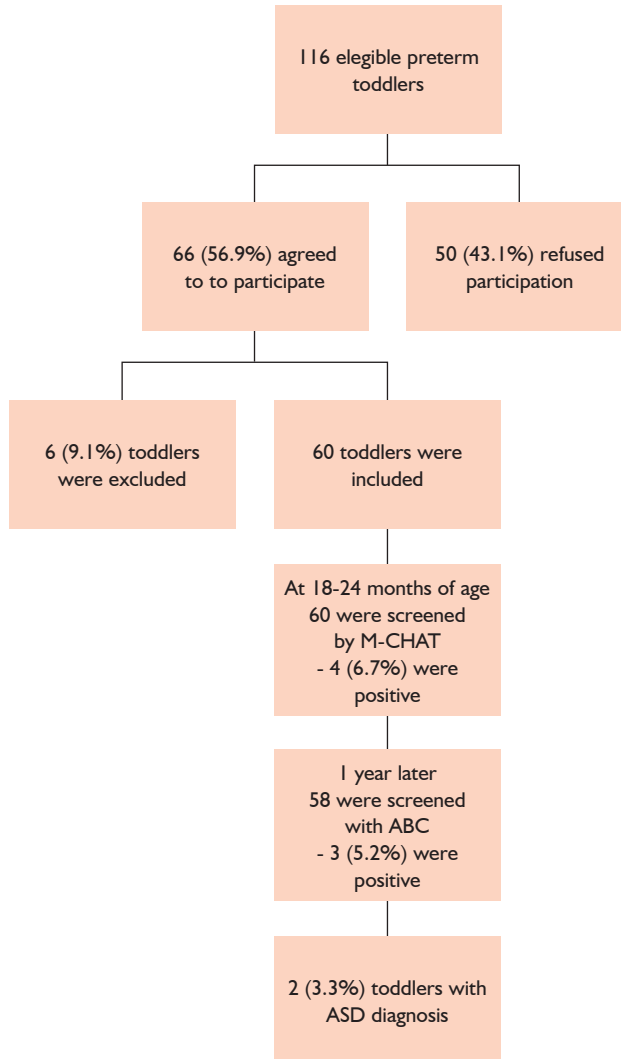 116 elegible preterm
toddlers
66 (56.9%) agreed
to to participate
50 (43.1%) refused
participation
6 (9.1%) toddlers
were excluded
60 toddlers were
included
At 18-24 months of age
60 were screened
by M-CHAT
- 4 (6.7%) were
positive
1 year later
58 were screened
with ABC
- 3 (5.2%) were
positive
2 (3.3%) toddlers with
ASD diagnosis